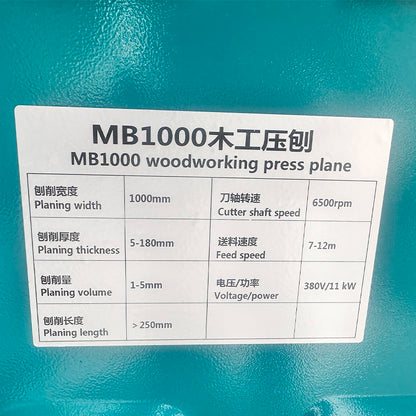 MB1000木工压刨
MB1000 woodworking press plane
刨削宽度 1000mm 刀轴转速 6500rpm
Planing width Cutter shaft speed
刨削厚度 5-180mm 送料速度 7-12m
Planing thickness Feed speed
刨削量 1-5mm 电压/功率 380V/11 kW
Planing volume Voltage/power
刨削长度 >250mm
Planing length